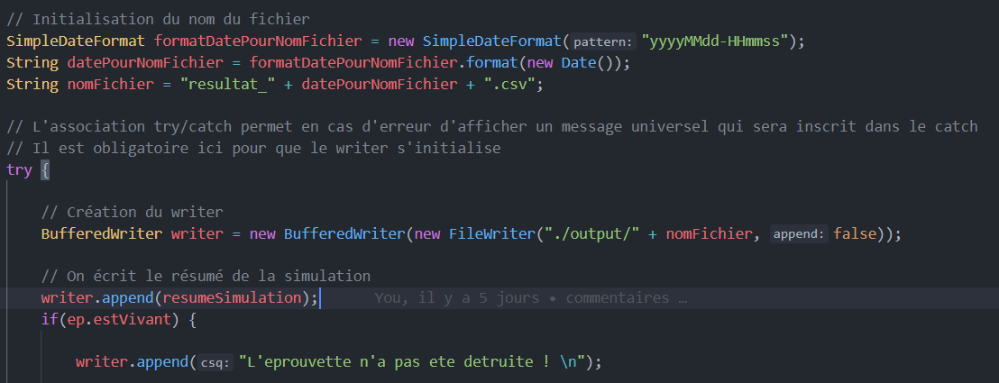 // Initialisation du nom du fichier
SimpleDateFormat formatDatePourNomFichier = new SimpleDateFormat( pattern: "yyyyMMdd-HHmmss");
String datePourNomFichier = formatDatePourNomFichier.format(new Date());
String nomFichier = "resultat_" + datePourNomFichier + ".csv";
// L'association try/catch permet en cas d'erreur d'afficher un message universel qui sera inscrit dans le catch
// Il est obligatoire ici pour que le writer s'initialise
try {
// Création du writer
BufferedWriter writer = new BufferedWriter(new FileWriter("./output/" + nomFichier, append: false));
// On écrit le résumé de la simulation
writer.append(resumeSimulation); You, il y a 5 jours • commentaires …
if(ep.estVivant) {
writer.append( csq: "L'eprouvette n'a pas ete detruite ! \n");